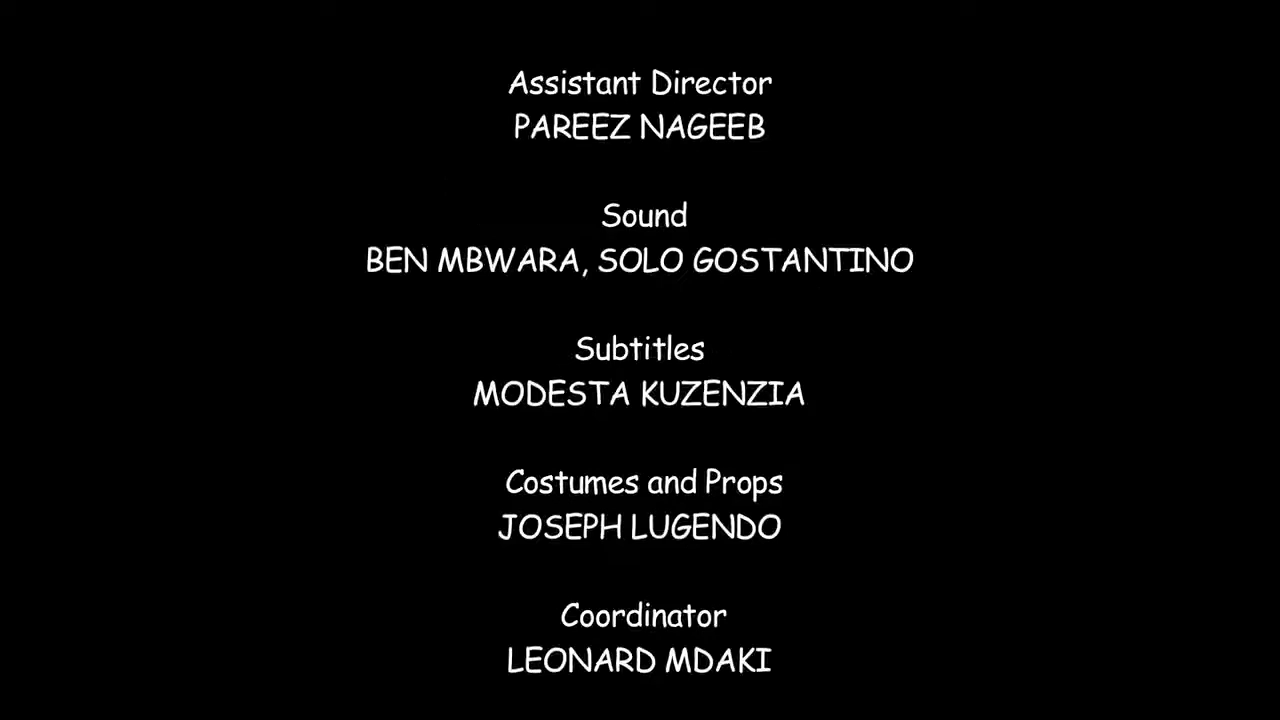 Assistant Director
PAREEZ NAGEEB
Sound
BEN MBWARA, SOLO GOSTANTINO
Subtitles
MODESTA KUZENZIA
Costumes and Props
JOSEPH LUGENDO
Coordinator
LEONARD MDAKI